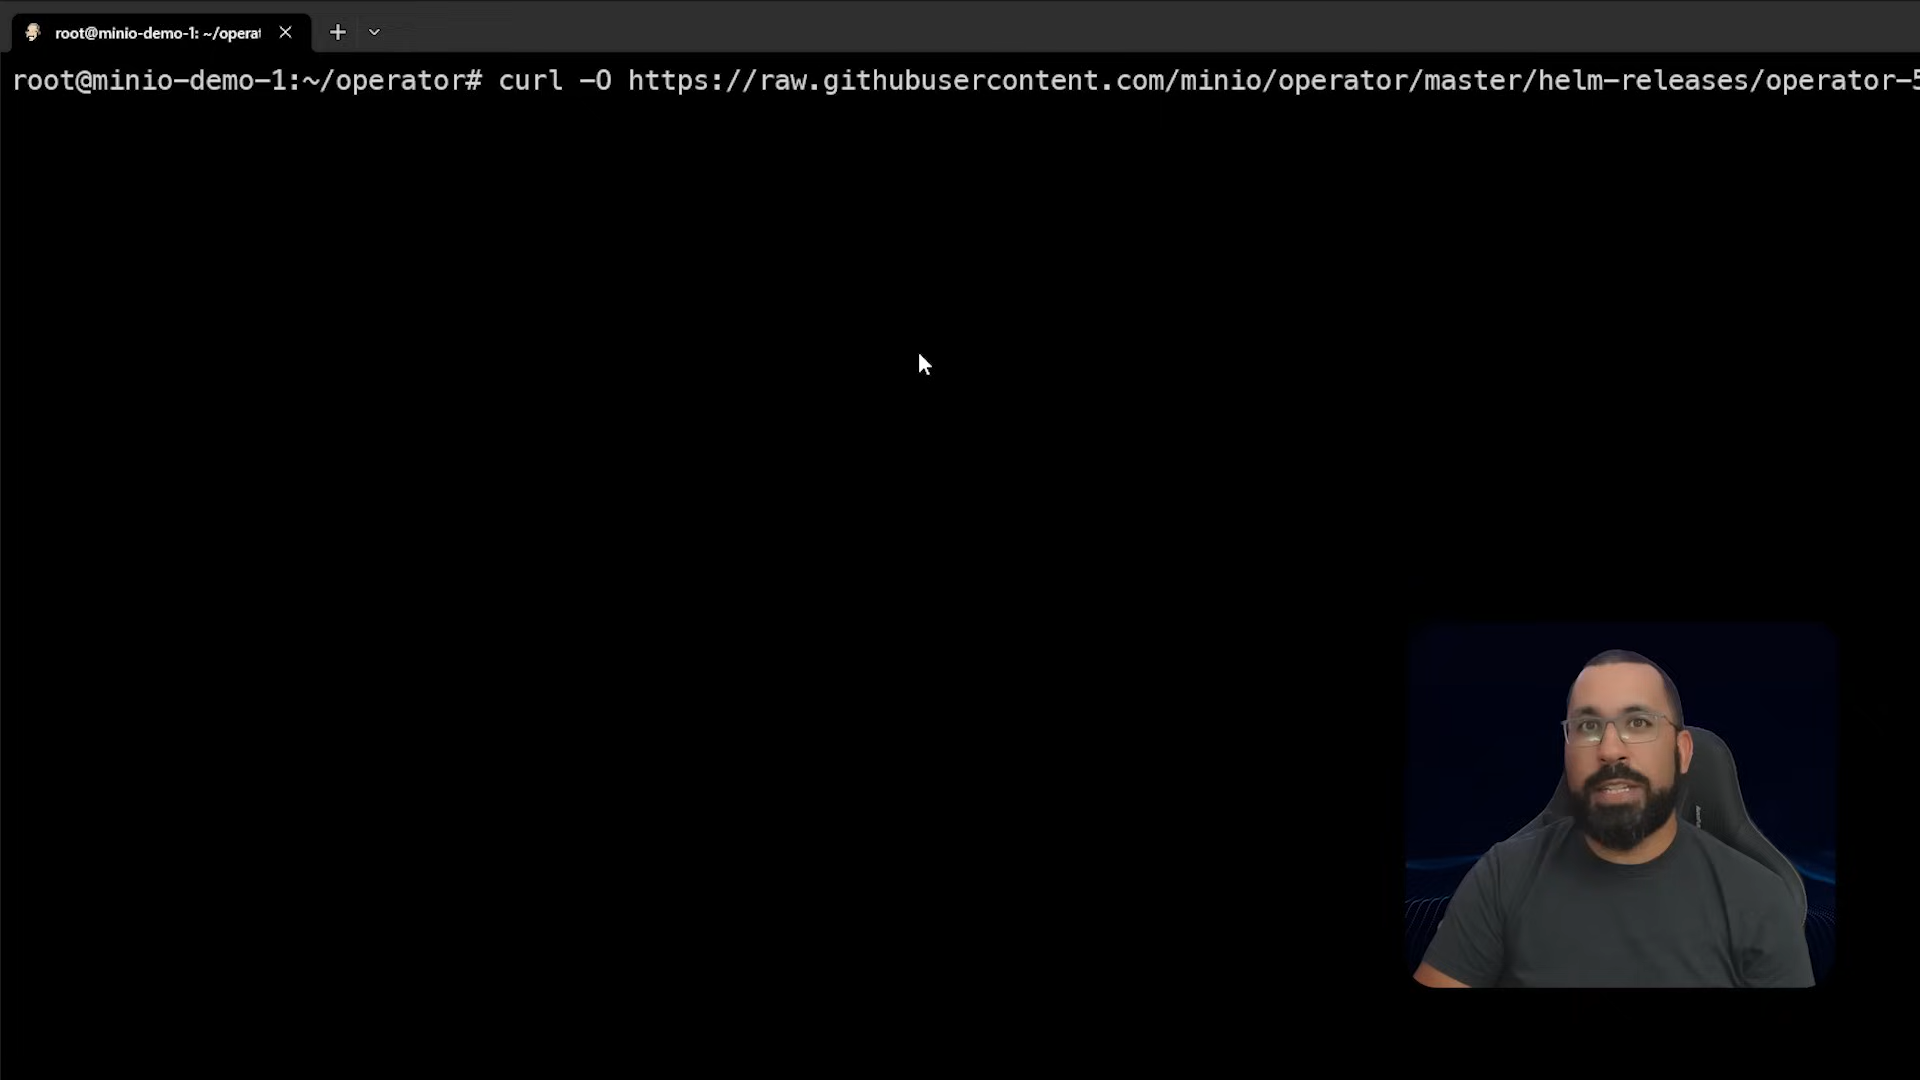 root@minio-demo-1: ~/operat
root@minio-demo-1:~/operator# curl -O https://raw.githubusercontent.com/minio/operator/master/helm-releases/operator-5